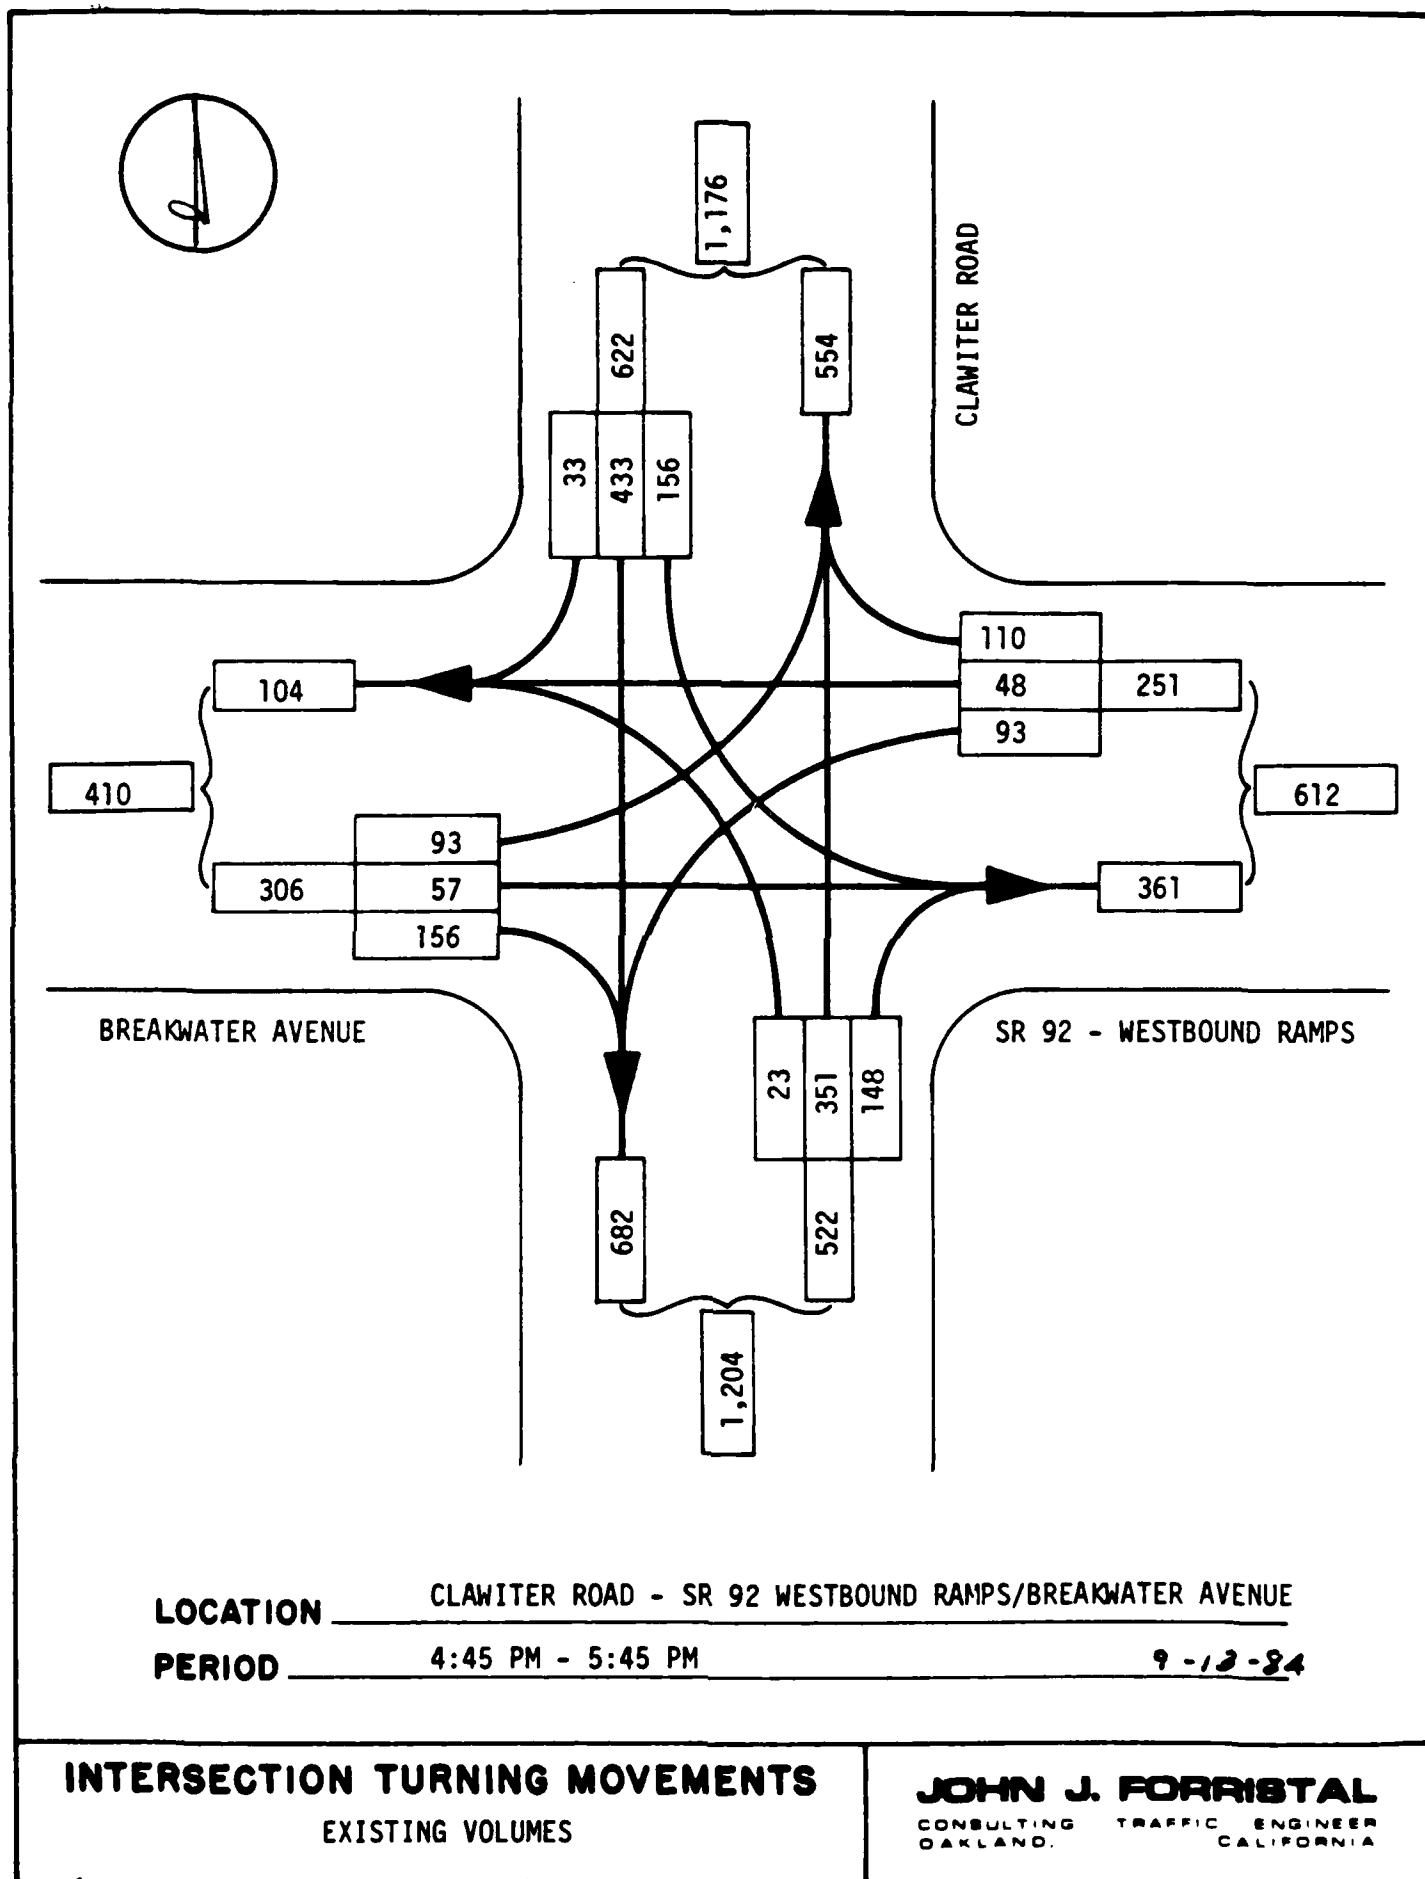 1,176
CLAWITER ROAD
622
554
33 433 156
110
104
48 251
93
410
612
93
306 57
361
156
BREAKWATER AVENUE
SR 92 - WESTBOUND RAMPS
23 351 148
682
522
1,204
LOCATION CLAWITER ROAD - SR 92 WESTBOUND RAMPS/BREAKWATER AVENUE
PERIOD 4:45 PM - 5:45 PM 9-13-84
INTERSECTION TURNING MOVEMENTS
EXISTING VOLUMES
JOHN J. FORRISTAL
CONSULTING TRAFFIC ENGINEER
OAKLAND, CALIFORNIA